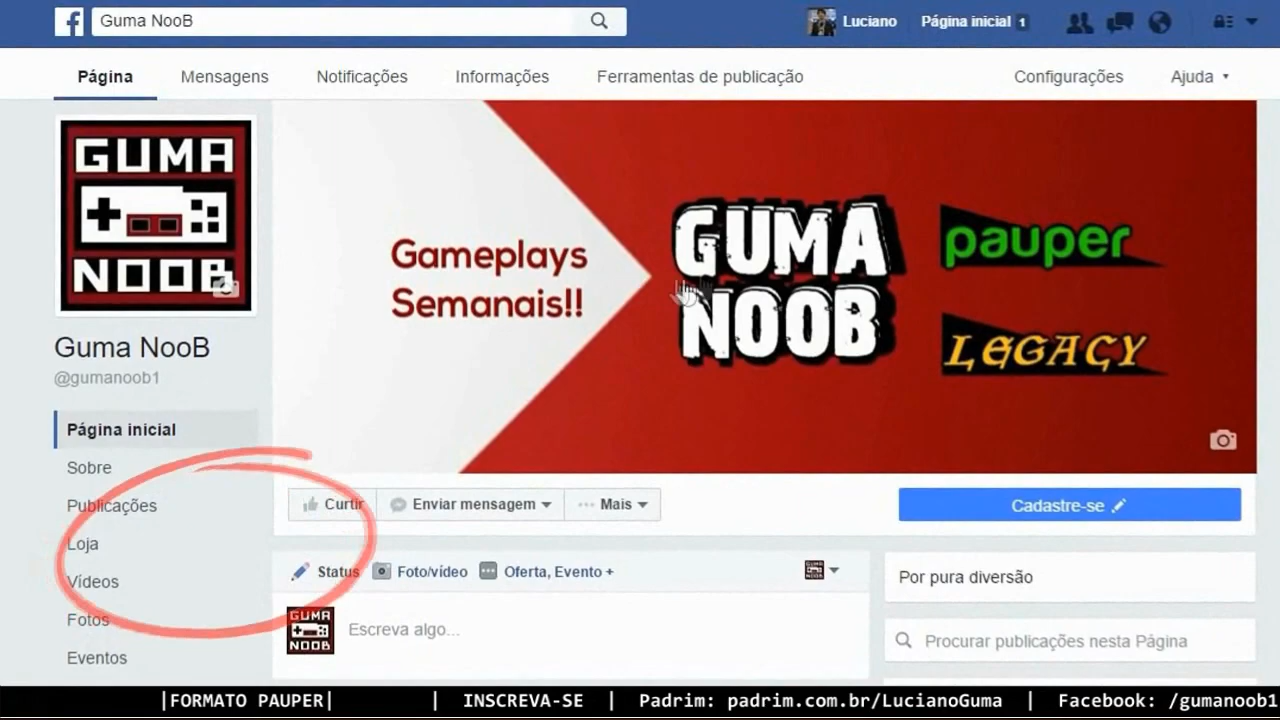 Guma NooB
Luciano
Página inicial 1
Página
Mensagens
Notificações
Informações
Ferramentas de publicação
Configurações
Ajuda
GUMA
NOOB
Guma NooB
@gumanoob1
Gameplays
Semanais!!
GUMA
NOOB
pauper
LEGACY
Página inicial
Sobre
Publicações
Loja
Vídeos
Fotos
Eventos
Curtir
Enviar mensagem
Mais
Cadastre-se
Status
Foto/vídeo
Oferta, Evento +
GUMA
NOOB
Escreva algo...
Por pura diversão
Procurar publicações nesta Página
|FORMATO PAUPER| | INSCREVA-SE | Padrim: padrim.com.br/LucianoGuma | Facebook: /gumanoob1